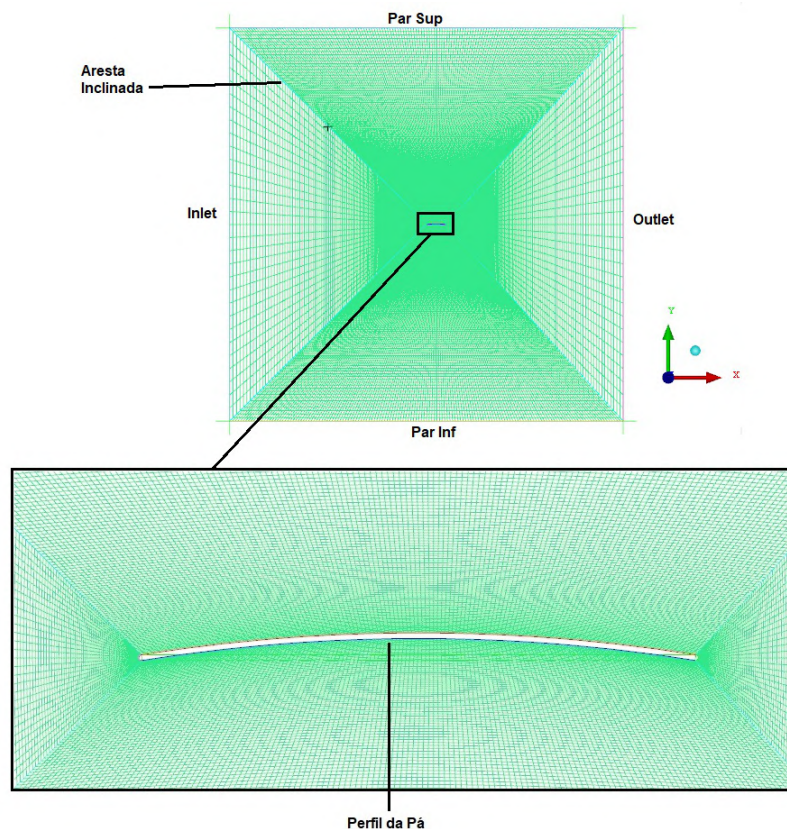 Par Sup
Aresta
Inclinada
Inlet
Outlet
Y
X
Par Inf
Perfil da Pá